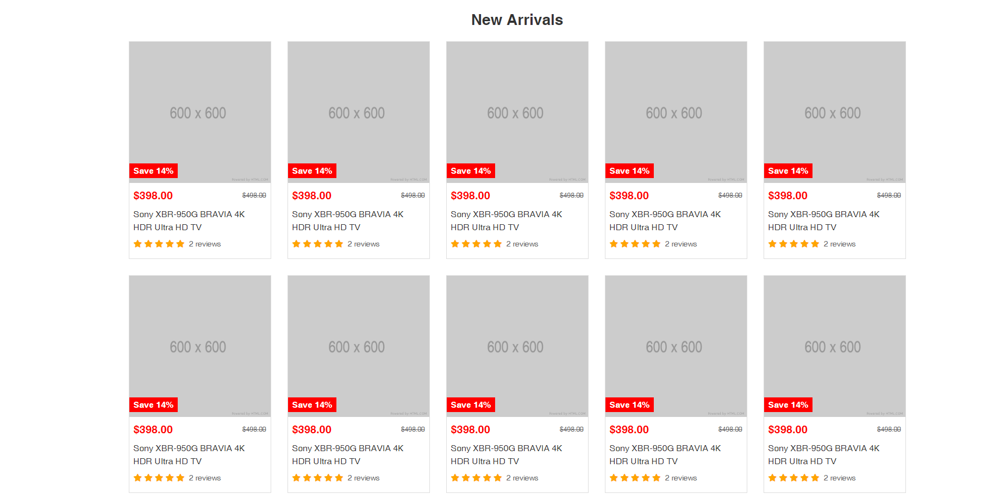 New Arrivals
600 x 600
600 x 600
600 x 600
600 x 600
600 x 600
Save 14%
Save 14%
Save 14%
Save 14%
Save 14%
Powered by HTML.COM
Powered by HTML.COM
Powered by HTML.COM
Powered by HTML.COM
Powered by HTML.COM
$398.00 $498.00
$398.00 $498.00
$398.00 $498.00
$398.00 $498.00
$398.00 $498.00
Sony XBR-950G BRAVIA 4K
HDR Ultra HD TV
Sony XBR-950G BRAVIA 4K
HDR Ultra HD TV
Sony XBR-950G BRAVIA 4K
HDR Ultra HD TV
Sony XBR-950G BRAVIA 4K
HDR Ultra HD TV
Sony XBR-950G BRAVIA 4K
HDR Ultra HD TV
2 reviews
2 reviews
2 reviews
2 reviews
2 reviews
600 x 600
600 x 600
600 x 600
600 x 600
600 x 600
Save 14%
Save 14%
Save 14%
Save 14%
Save 14%
Powered by HTML.COM
Powered by HTML.COM
Powered by HTML.COM
Powered by HTML.COM
Powered by HTML.COM
$398.00 $498.00
$398.00 $498.00
$398.00 $498.00
$398.00 $498.00
$398.00 $498.00
Sony XBR-950G BRAVIA 4K
HDR Ultra HD TV
Sony XBR-950G BRAVIA 4K
HDR Ultra HD TV
Sony XBR-950G BRAVIA 4K
HDR Ultra HD TV
Sony XBR-950G BRAVIA 4K
HDR Ultra HD TV
Sony XBR-950G BRAVIA 4K
HDR Ultra HD TV
2 reviews
2 reviews
2 reviews
2 reviews
2 reviews